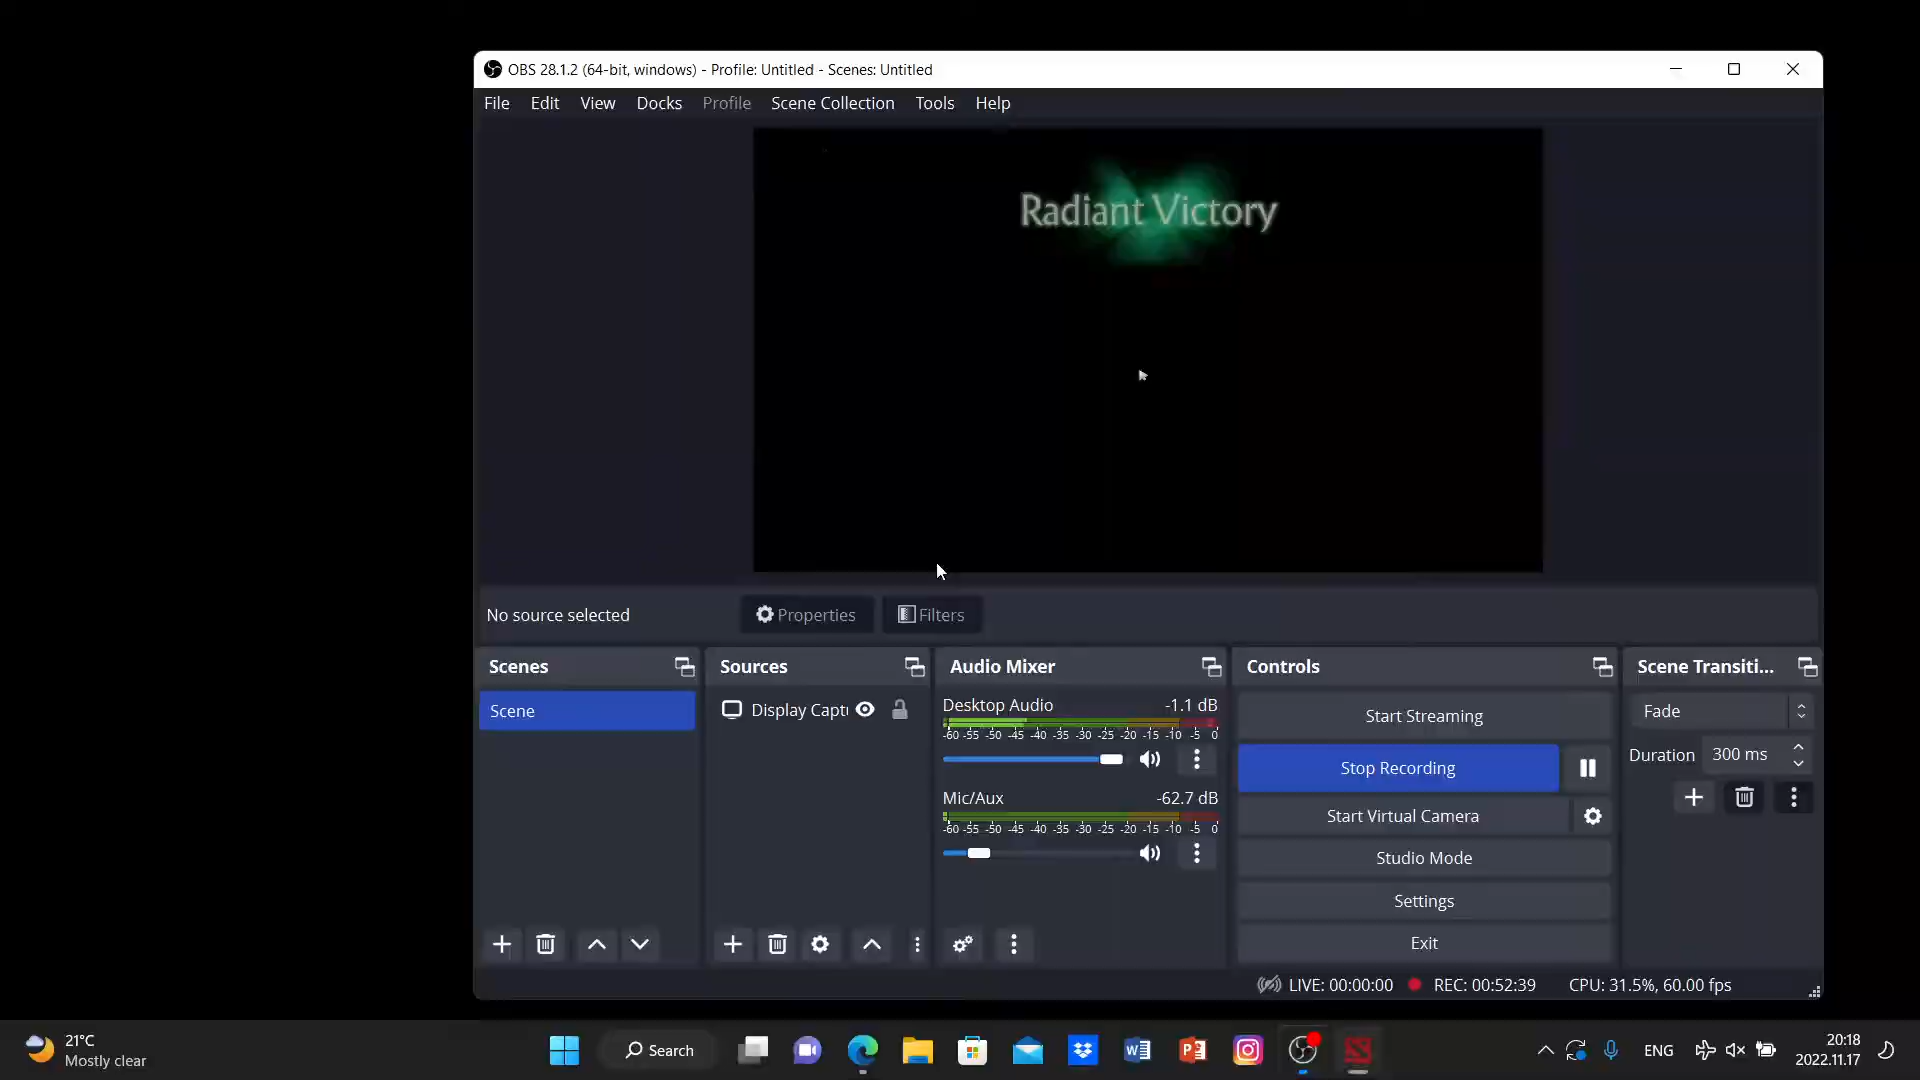 OBS 28.1.2 (64-bit, windows) - Profile: Untitled - Scenes: Untitled
File Edit View Docks Profile Scene Collection Tools Help
Radiant Victory
No source selected Properties Filters
Scenes
Scene
Sources
Display Captu
Audio Mixer
Desktop Audio -1.1 dB
-60 -55 -50 -45 -40 -35 -30 -25 -20 -15 -10 -5 0
Mic/Aux -62.7 dB
-60 -55 -50 -45 -40 -35 -30 -25 -20 -15 -10 -5 0
Controls
Start Streaming
Stop Recording
Start Virtual Camera
Studio Mode
Settings
Exit
Scene Transiti...
Fade
Duration 300 ms
LIVE: 00:00:00 REC: 00:52:39 CPU: 31.5%, 60.00 fps
21°C
Mostly clear
Search
ENG
20:18
2022.11.17